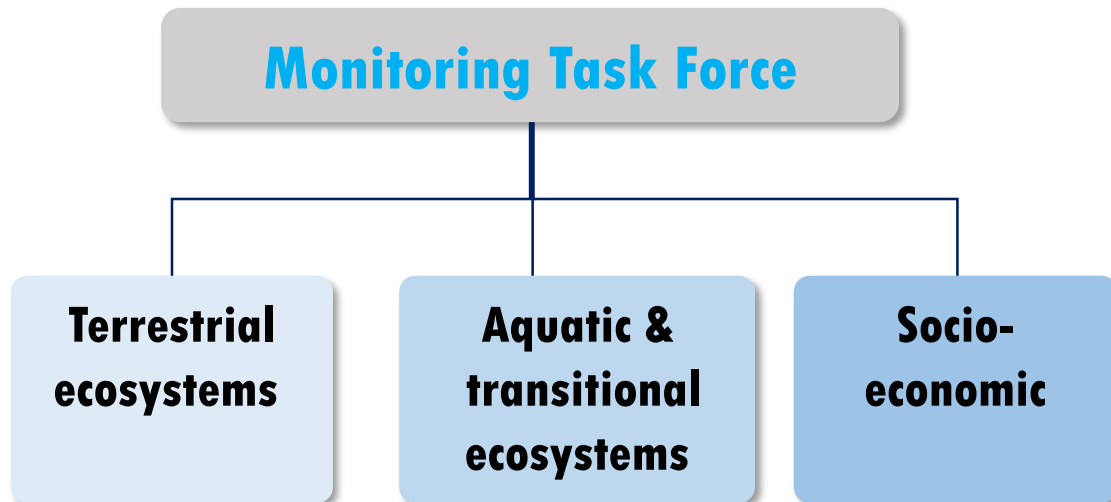 Monitoring Task Force
Terrestrial
ecosystems
Aquatic &
transitional
ecosystems
Socio-
economic